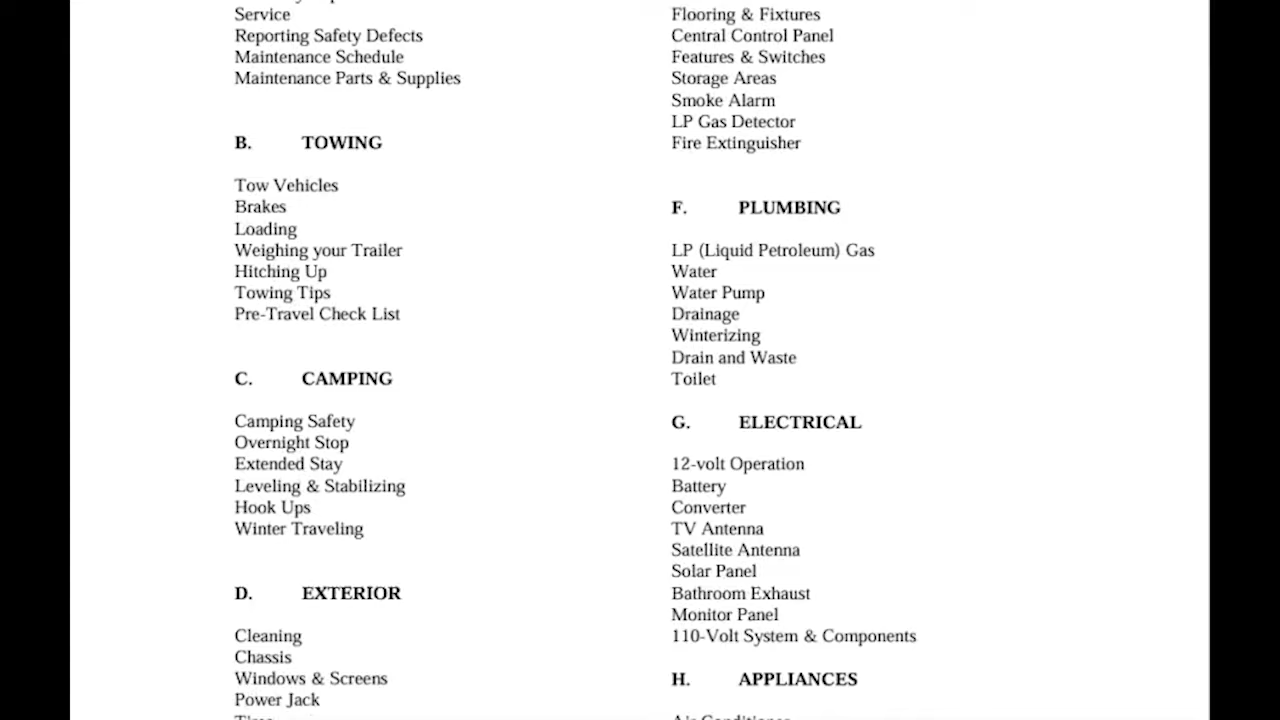 Service
Reporting Safety Defects
Maintenance Schedule
Maintenance Parts & Supplies
B. TOWING
Tow Vehicles
Brakes
Loading
Weighing your Trailer
Hitching Up
Towing Tips
Pre-Travel Check List
C. CAMPING
Camping Safety
Overnight Stop
Extended Stay
Leveling & Stabilizing
Hook Ups
Winter Traveling
D. EXTERIOR
Cleaning
Chassis
Windows & Screens
Power Jack
Flooring & Fixtures
Central Control Panel
Features & Switches
Storage Areas
Smoke Alarm
LP Gas Detector
Fire Extinguisher
F. PLUMBING
LP (Liquid Petroleum) Gas
Water
Water Pump
Drainage
Winterizing
Drain and Waste
Toilet
G. ELECTRICAL
12-volt Operation
Battery
Converter
TV Antenna
Satellite Antenna
Solar Panel
Bathroom Exhaust
Monitor Panel
110-Volt System & Components
H. APPLIANCES